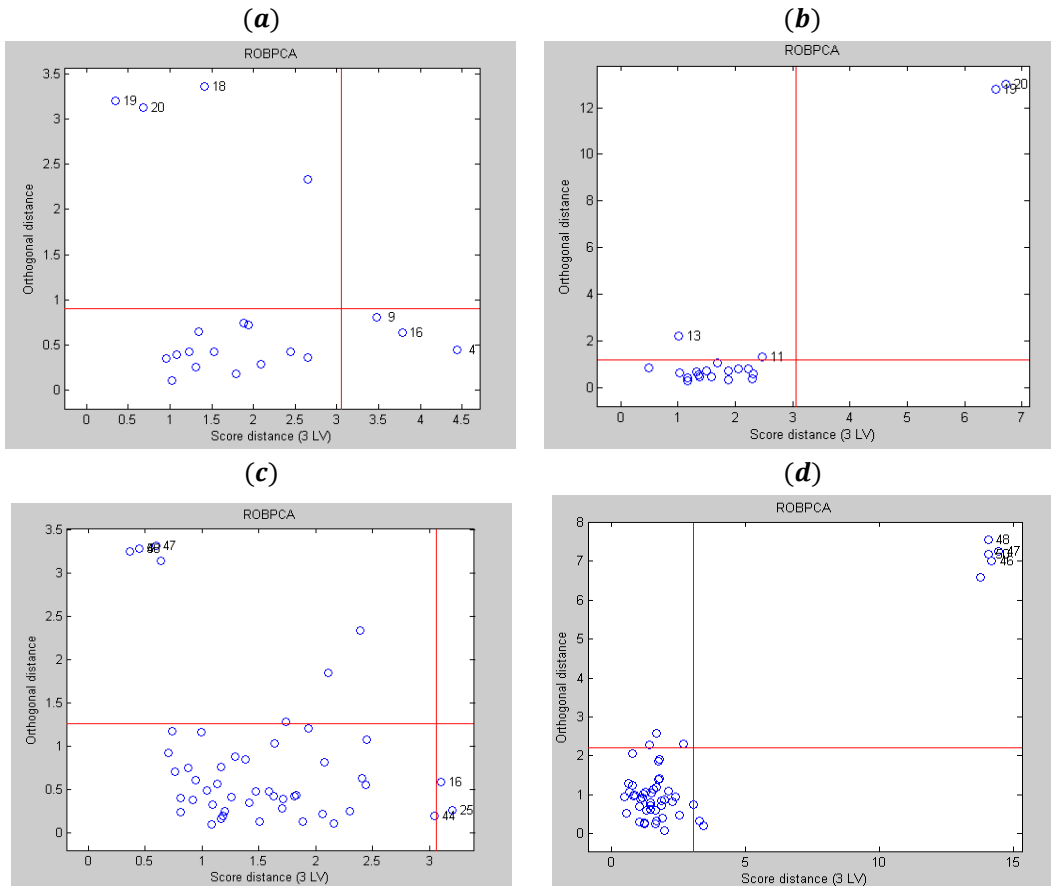 (a)
ROBPCA
3.5
3
2.5
2
1.5
1
0.5
0
0 0.5 1 1.5 2 2.5 3 3.5 4 4.5
Orthogonal distance
Score distance (3 LV)
19
20
18
9
16
4
(b)
ROBPCA
12
10
8
6
4
2
0
0 1 2 3 4 5 6 7
Orthogonal distance
Score distance (3 LV)
20
19
13
11
(c)
ROBPCA
3.5
3
2.5
2
1.5
1
0.5
0
0 0.5 1 1.5 2 2.5 3
Orthogonal distance
Score distance (3 LV)
47
16
25
44
(d)
ROBPCA
8
7
6
5
4
3
2
1
0
0 5 10 15
Orthogonal distance
Score distance (3 LV)
48
47
46